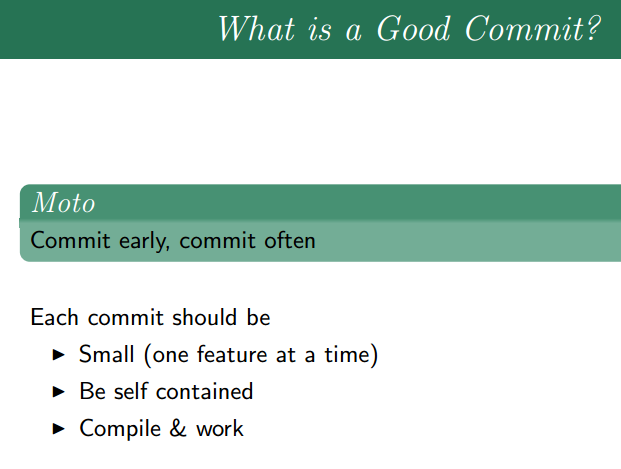 What is a Good Commit?
Moto
Commit early, commit often
Each commit should be
▶ Small (one feature at a time)
▶ Be self contained
▶ Compile & work